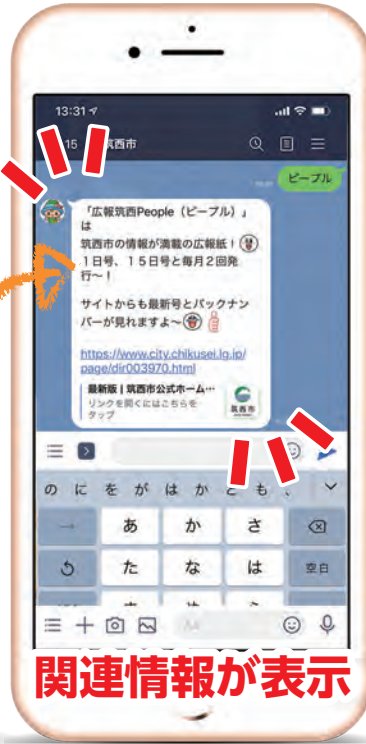 13:31
15
筑西市
ピープル
「広報筑西People（ピープル）」
は
筑西市の情報が満載の広報紙！
１日号、１５日号と毎月２回発
行〜！
サイトからも最新号とバックナン
バーが見れますよ〜
https://www.city.chikusei.lg.jp/
page/dir003970.html
最新版 | 筑西市公式ホーム…
リンクを開くにはこちらを
タップ
筑西市
の に を が は か と も 、
→ あ か さ
た な は 空白
Aa
関連情報が表示